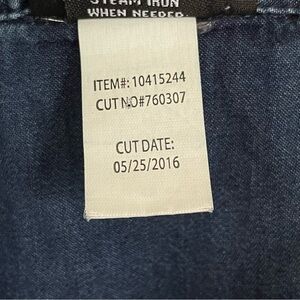 STEAM IRON
WHEN NEEDED
ITEM#: 10415244
CUT NO#760307
CUT DATE:
05/25/2016